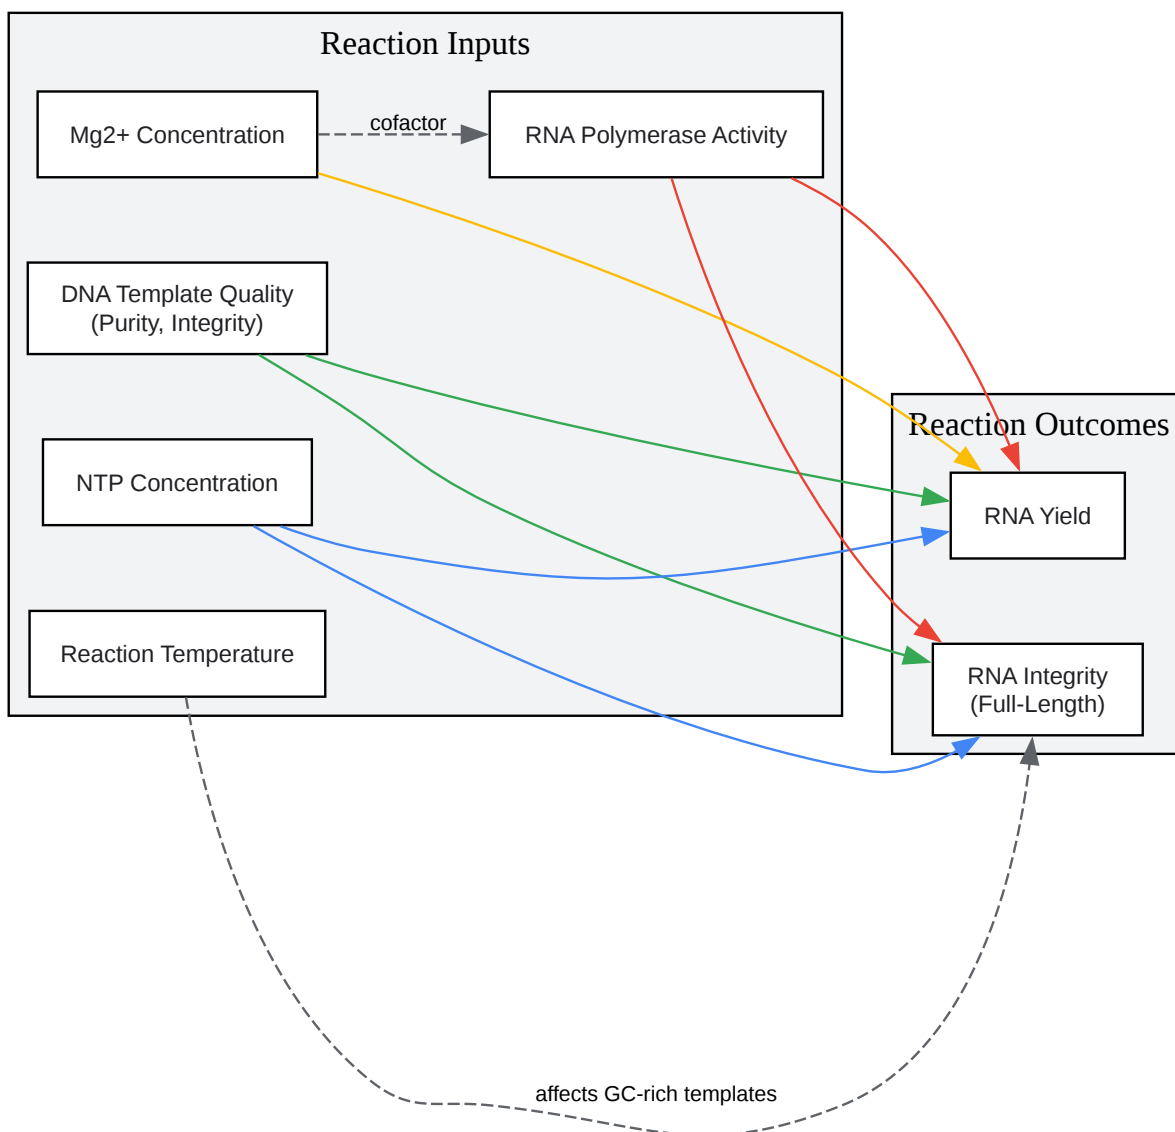 Reaction Inputs
Mg2+ Concentration
cofactor
RNA Polymerase Activity
DNA Template Quality
(Purity, Integrity)
NTP Concentration
Reaction Temperature
Reaction Outcomes
RNA Yield
RNA Integrity
(Full-Length)
affects GC-rich templates